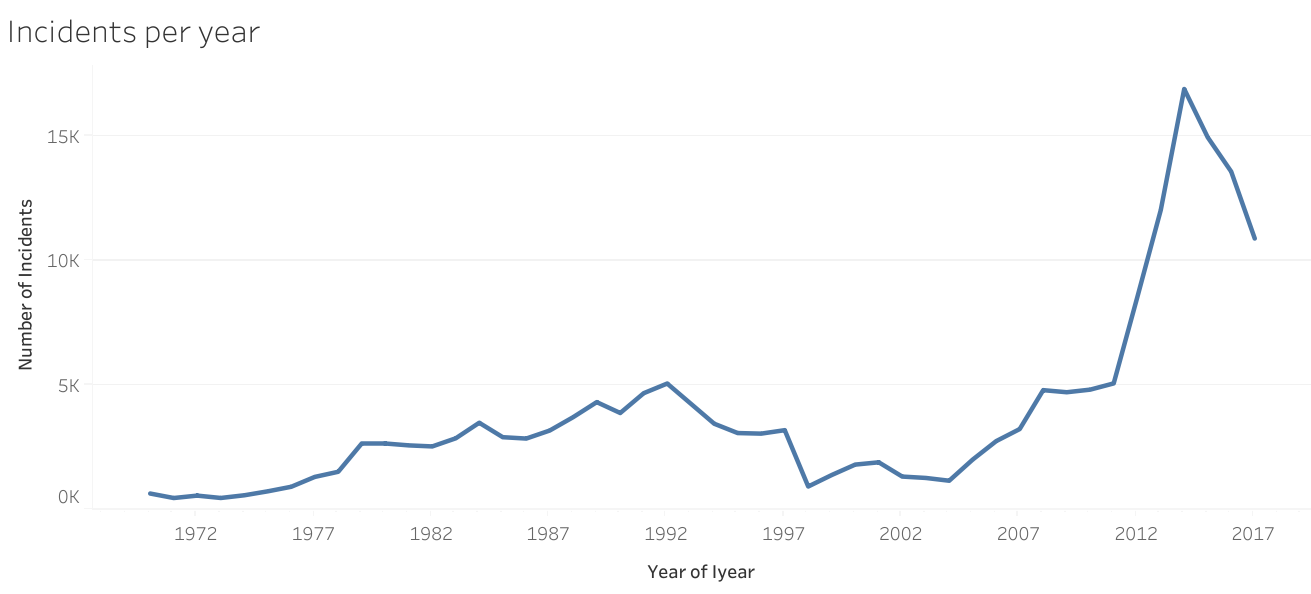 Incidents per year
15K
10K
5K
0K
Number of Incidents
1972 1977 1982 1987 1992 1997 2002 2007 2012 2017
Year of Iyear